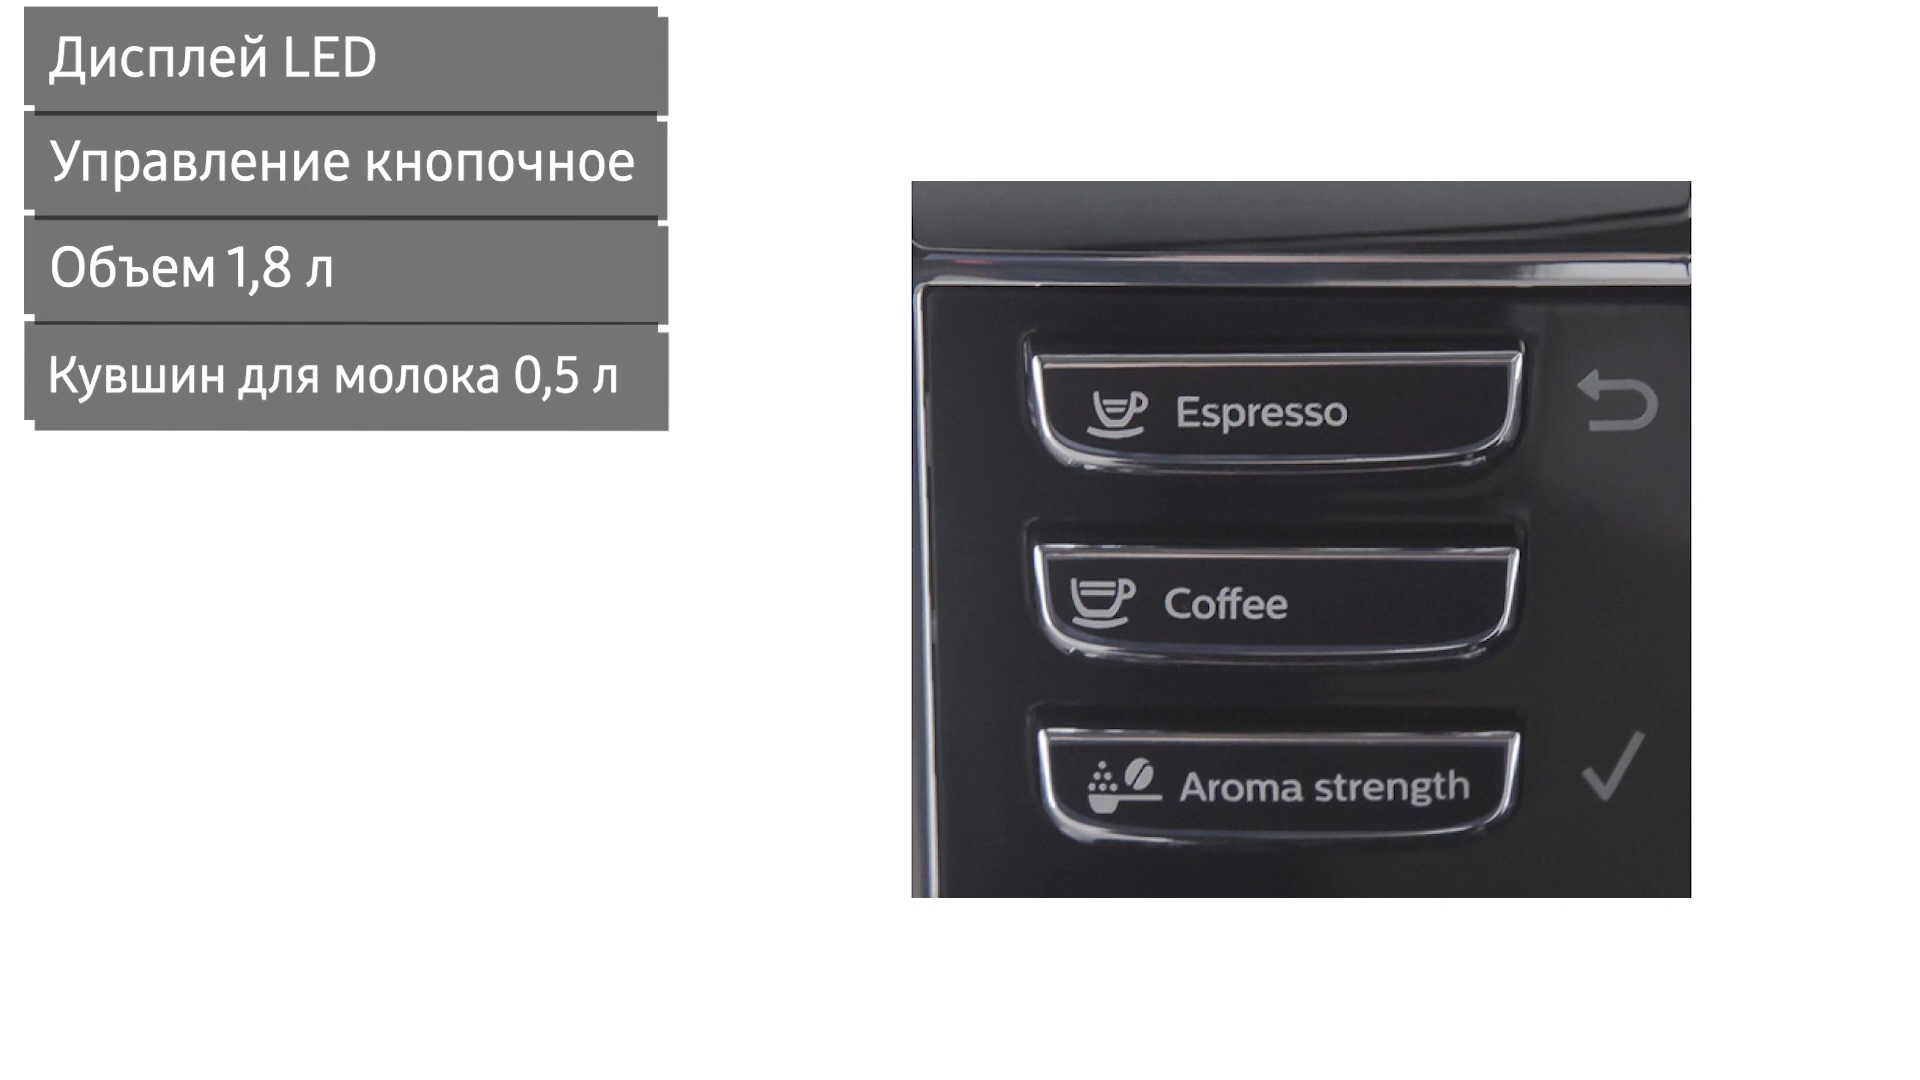 Дисплей LED
Управление кнопочное
Объем 1,8 л
Кувшин для молока 0,5 л
Espresso
Coffee
Aroma strength